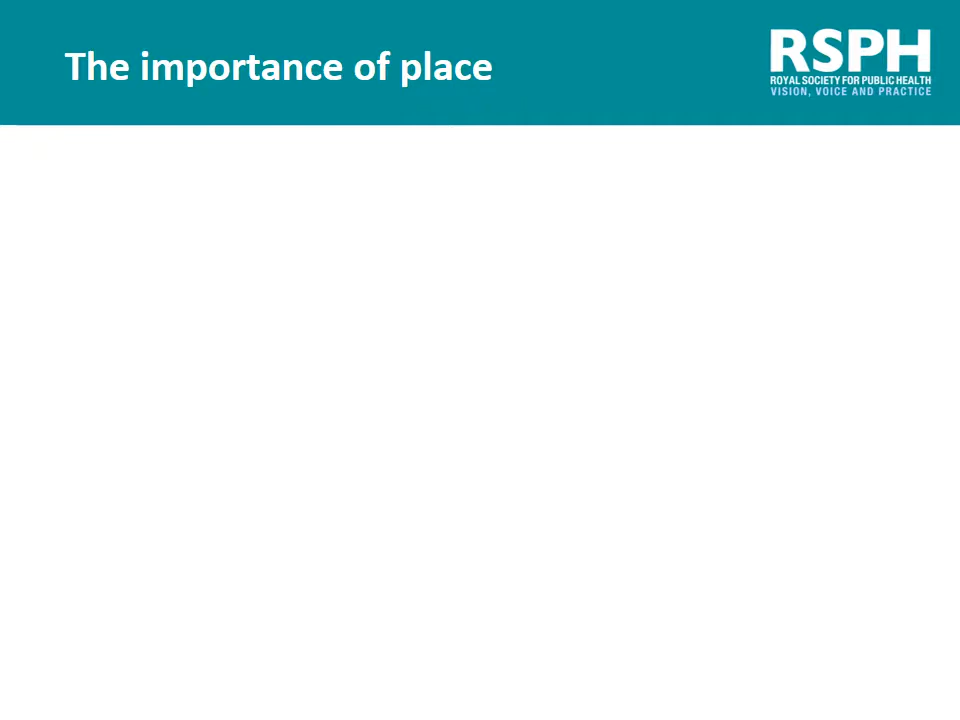 The importance of place
RSPH
ROYAL SOCIETY FOR PUBLIC HEALTH
VISION, VOICE AND PRACTICE